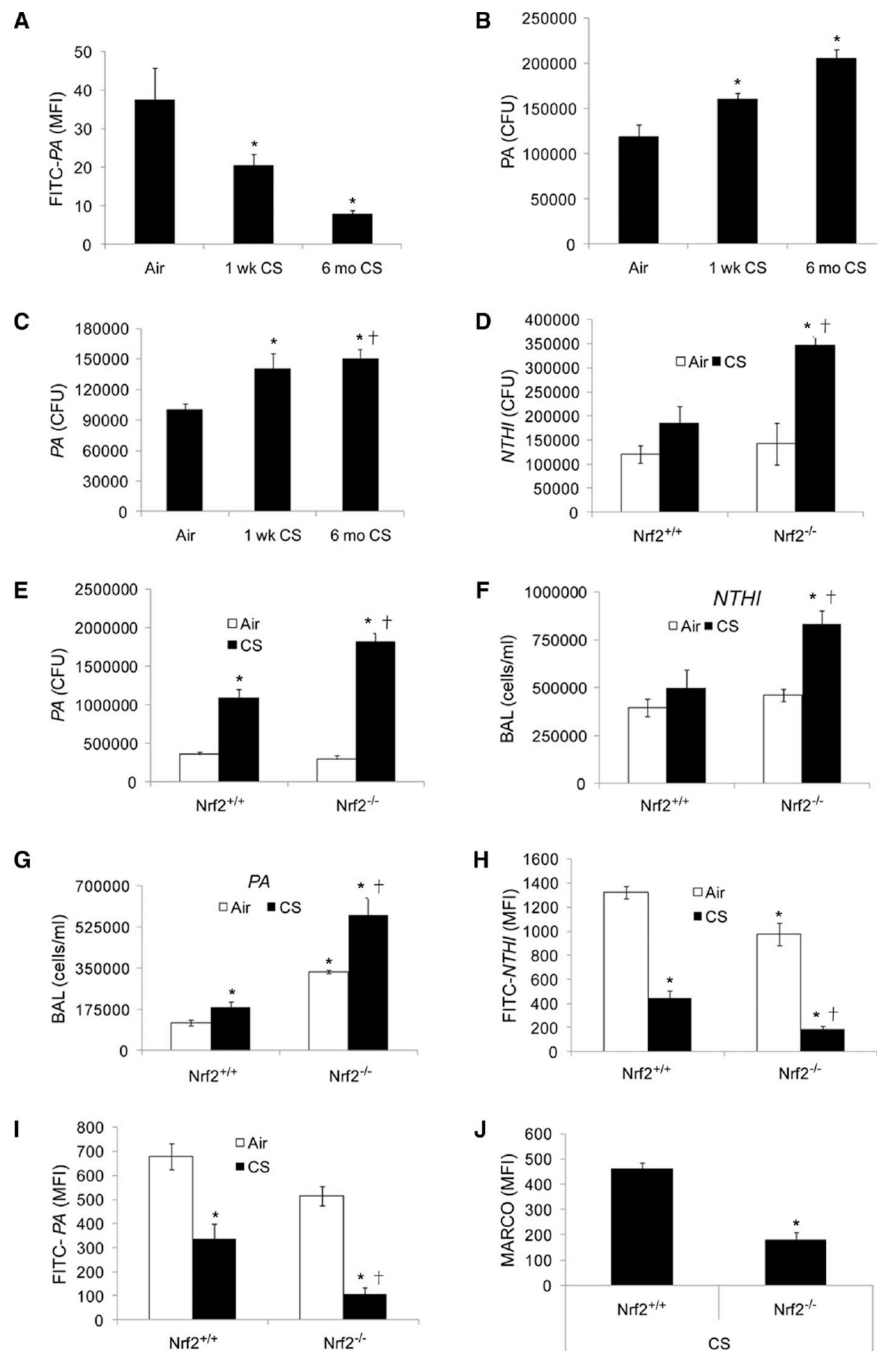 A
FITC-PA (MFI)
50
40
30
20
10
0
*
*
Air 1 wk CS 6 mo CS
B
PA (CFU)
250000
200000
150000
100000
50000
0
*
*
Air 1 wk CS 6 mo CS
C
PA (CFU)
180000
150000
120000
90000
60000
30000
0
*
* †
Air 1 wk CS 6 mo CS
D
NTHI (CFU)
400000
350000
300000
250000
200000
150000
100000
50000
0
Air CS
* †
Nrf2+/+ Nrf2-/-
E
PA (CFU)
2500000
2000000
1500000
1000000
500000
0
Air
CS
*
* †
Nrf2+/+ Nrf2-/-
F
BAL (cells/ml)
1000000
750000
500000
250000
0
NTHI
Air CS
* †
Nrf2+/+ Nrf2-/-
G
BAL (cells/ml)
700000
525000
350000
175000
0
PA
Air CS
*
*
* †
Nrf2+/+ Nrf2-/-
H
FITC-NTHI (MFI)
1600
1400
1200
1000
800
600
400
200
0
Air
CS
*
*
* †
Nrf2+/+ Nrf2-/-
I
FITC- PA (MFI)
800
700
600
500
400
300
200
100
0
Air
CS
*
* †
Nrf2+/+ Nrf2-/-
J
MARCO (MFI)
600
500
400
300
200
100
0
*
Nrf2+/+ Nrf2-/-
CS